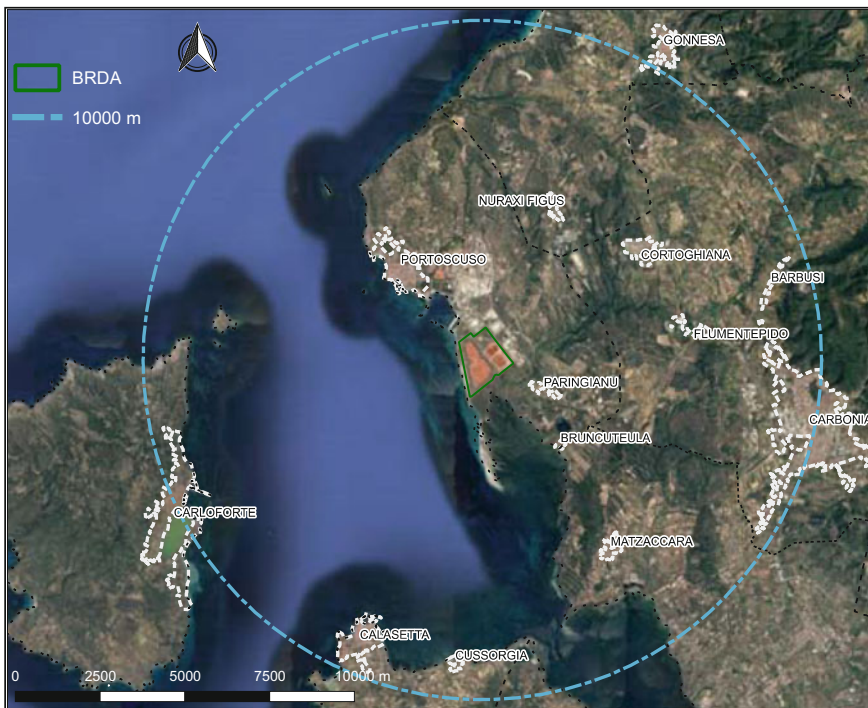 GONNESA
BRDA
10000 m
NURAXI FIGUS
PORTOSCUSO
CORTOGHIANA
BARBUSI
FLUMENTEPIDO
PARINGIANU
CARBONIA
BRUNCUTEULA
CARLOFORTE
MATZACCARA
CALASETTA
CUSSORGIA
0 2500 5000 7500 10000 m